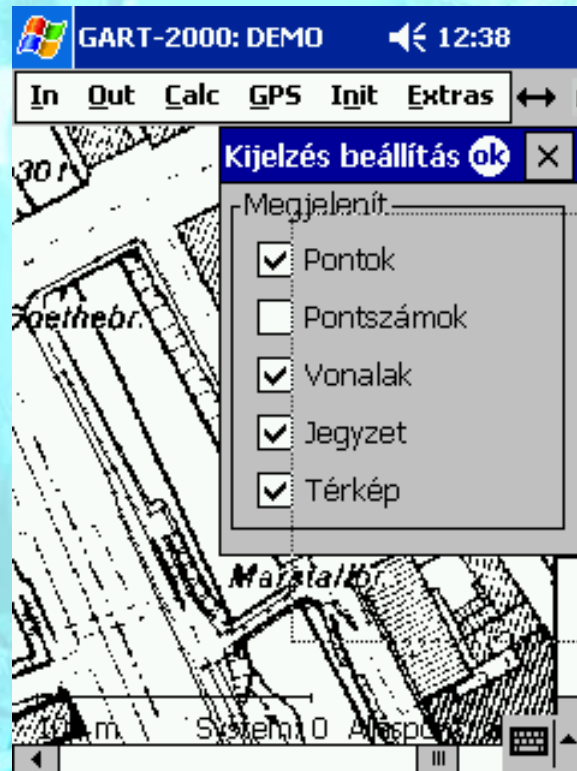 GART-2000: DEMO 12:38
In Out Calc GPS Init Extras
Kijelzés beállítás ok
Megjelenít
Pontok
Pontszámok
Vonalak
Jegyzet
Térkép
Goethebr.
Marstallbr.
m System: 0